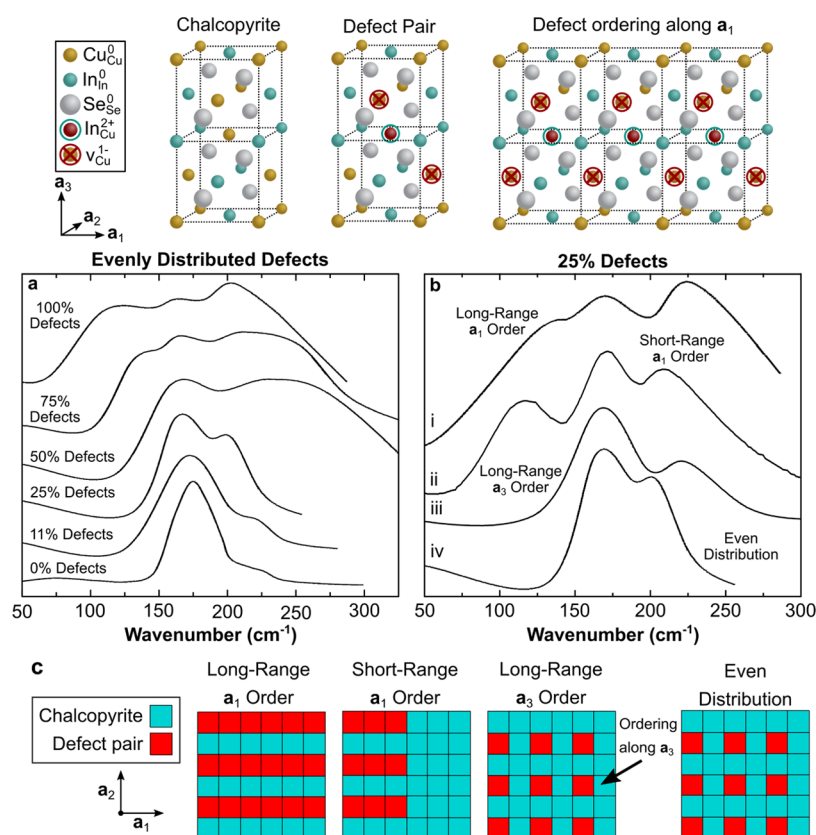 Chalcopyrite
Defect Pair
Defect ordering along a₁
Cu⁰Cu
In⁰In
Se⁰Se
In²⁺Cu
v¹⁻Cu
a₃
a₂
a₁
Evenly Distributed Defects
a
100%
Defects
75%
Defects
50% Defects
25% Defects
11% Defects
0% Defects
50 100 150 200 250 300
Wavenumber (cm⁻¹)
25% Defects
b
Long-Range
a₁ Order
Short-Range
a₁ Order
i
ii
Long-Range
a₃ Order
iii
iv
Even
Distribution
50 100 150 200 250 300
Wavenumber (cm⁻¹)
c
Chalcopyrite
Defect pair
a₂
a₁
Long-Range
a₁ Order
Short-Range
a₁ Order
Long-Range
a₃ Order
Ordering
along a₃
Even
Distribution